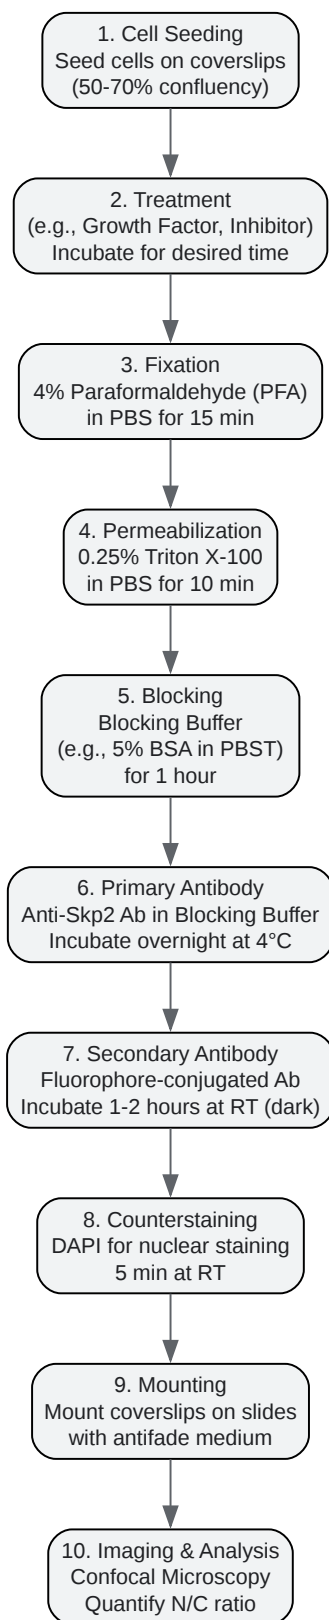 1. Cell Seeding
Seed cells on coverslips
(50-70% confluency)
2. Treatment
(e.g., Growth Factor, Inhibitor)
Incubate for desired time
3. Fixation
4% Paraformaldehyde (PFA)
in PBS for 15 min
4. Permeabilization
0.25% Triton X-100
in PBS for 10 min
5. Blocking
Blocking Buffer
(e.g., 5% BSA in PBST)
for 1 hour
6. Primary Antibody
Anti-Skp2 Ab in Blocking Buffer
Incubate overnight at 4°C
7. Secondary Antibody
Fluorophore-conjugated Ab
Incubate 1-2 hours at RT (dark)
8. Counterstaining
DAPI for nuclear staining
5 min at RT
9. Mounting
Mount coverslips on slides
with antifade medium
10. Imaging & Analysis
Confocal Microscopy
Quantify N/C ratio